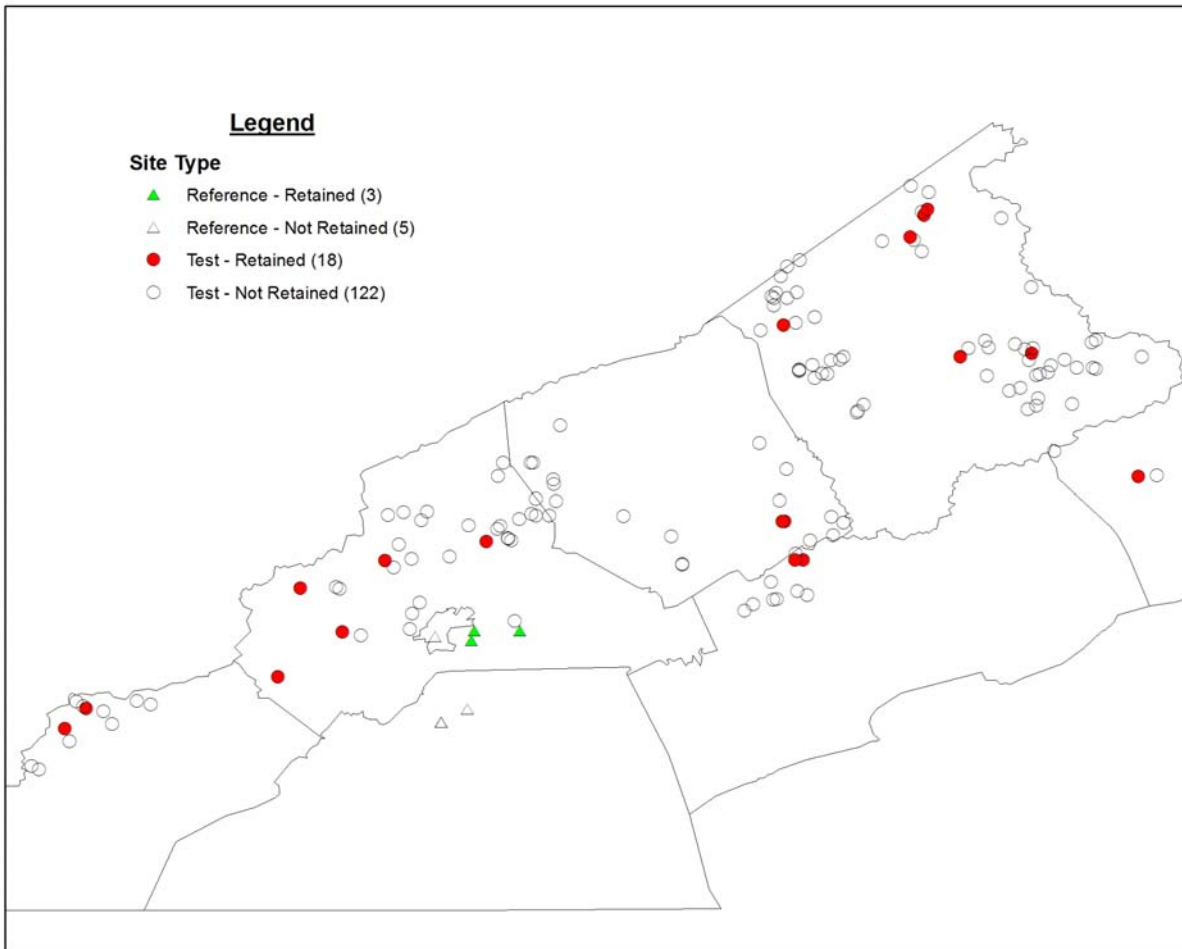 Legend
Site Type
Reference - Retained (3)
Reference - Not Retained (5)
Test - Retained (18)
Test - Not Retained (122)